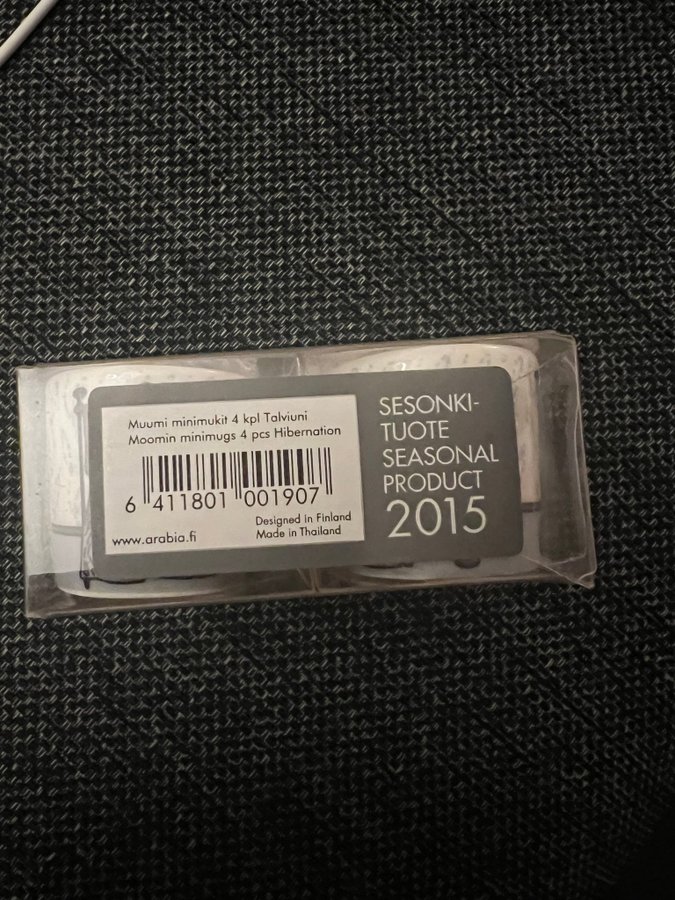 Muumi minimukit 4 kpl Talviuni
Moomin minimugs 4 pcs Hibernation
6 411801 001907
Designed in Finland
Made in Thailand
www.arabia.fi
SESONKI-
TUOTE
SEASONAL
PRODUCT
2015